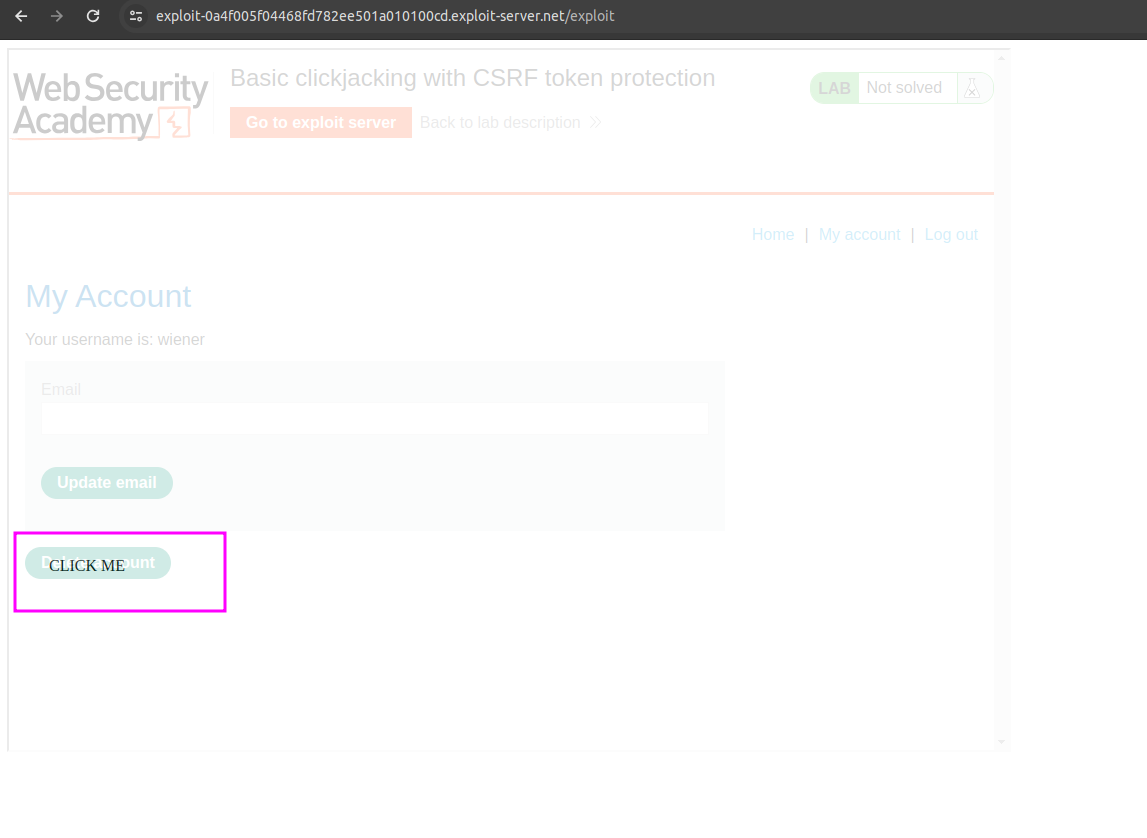 exploit-0a4f005f04468fd782ee501a010100cd.exploit-server.net/exploit
Web Security
Academy
Basic clickjacking with CSRF token protection
Go to exploit server
Back to lab description
LAB
Not solved
Home | My account | Log out
My Account
Your username is: wiener
Email
Update email
CLICK ME